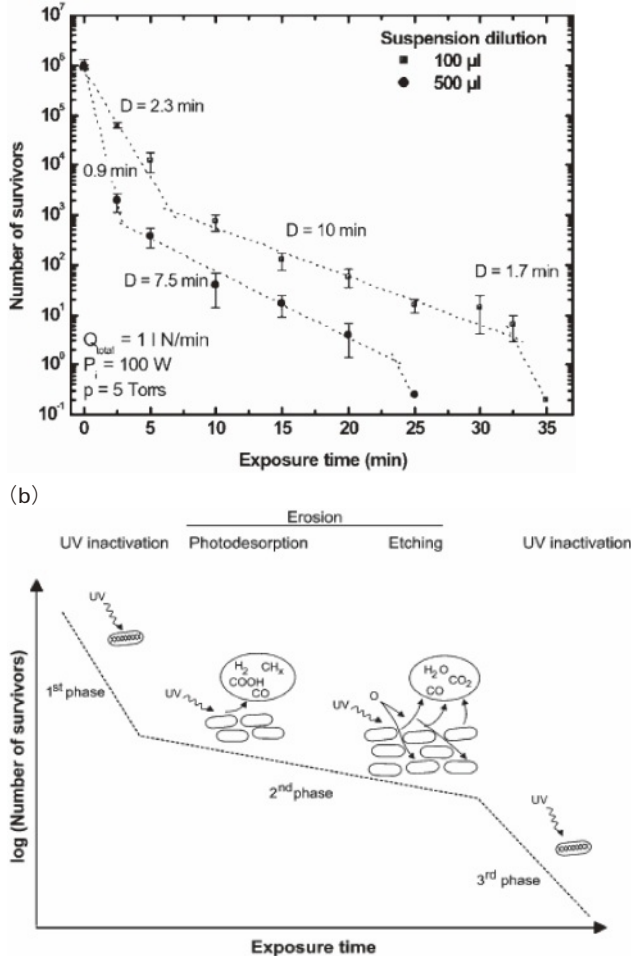 Suspension dilution
100 µl
500 µl
D = 2.3 min
0.9 min
D = 10 min
D = 7.5 min
D = 1.7 min
Q_total = 1 l N/min
P_i = 100 W
p = 5 Torrs
Number of survivors
10^6
10^5
10^4
10^3
10^2
10^1
10^0
10^-1
0 5 10 15 20 25 30 35
Exposure time (min)
(b)
Erosion
UV inactivation Photodesorption Etching UV inactivation
log (Number of survivors)
UV
1st phase
UV
H2 CHx
COOH
CO
UV
O
H2O
CO2
CO
2nd phase
UV
3rd phase
Exposure time